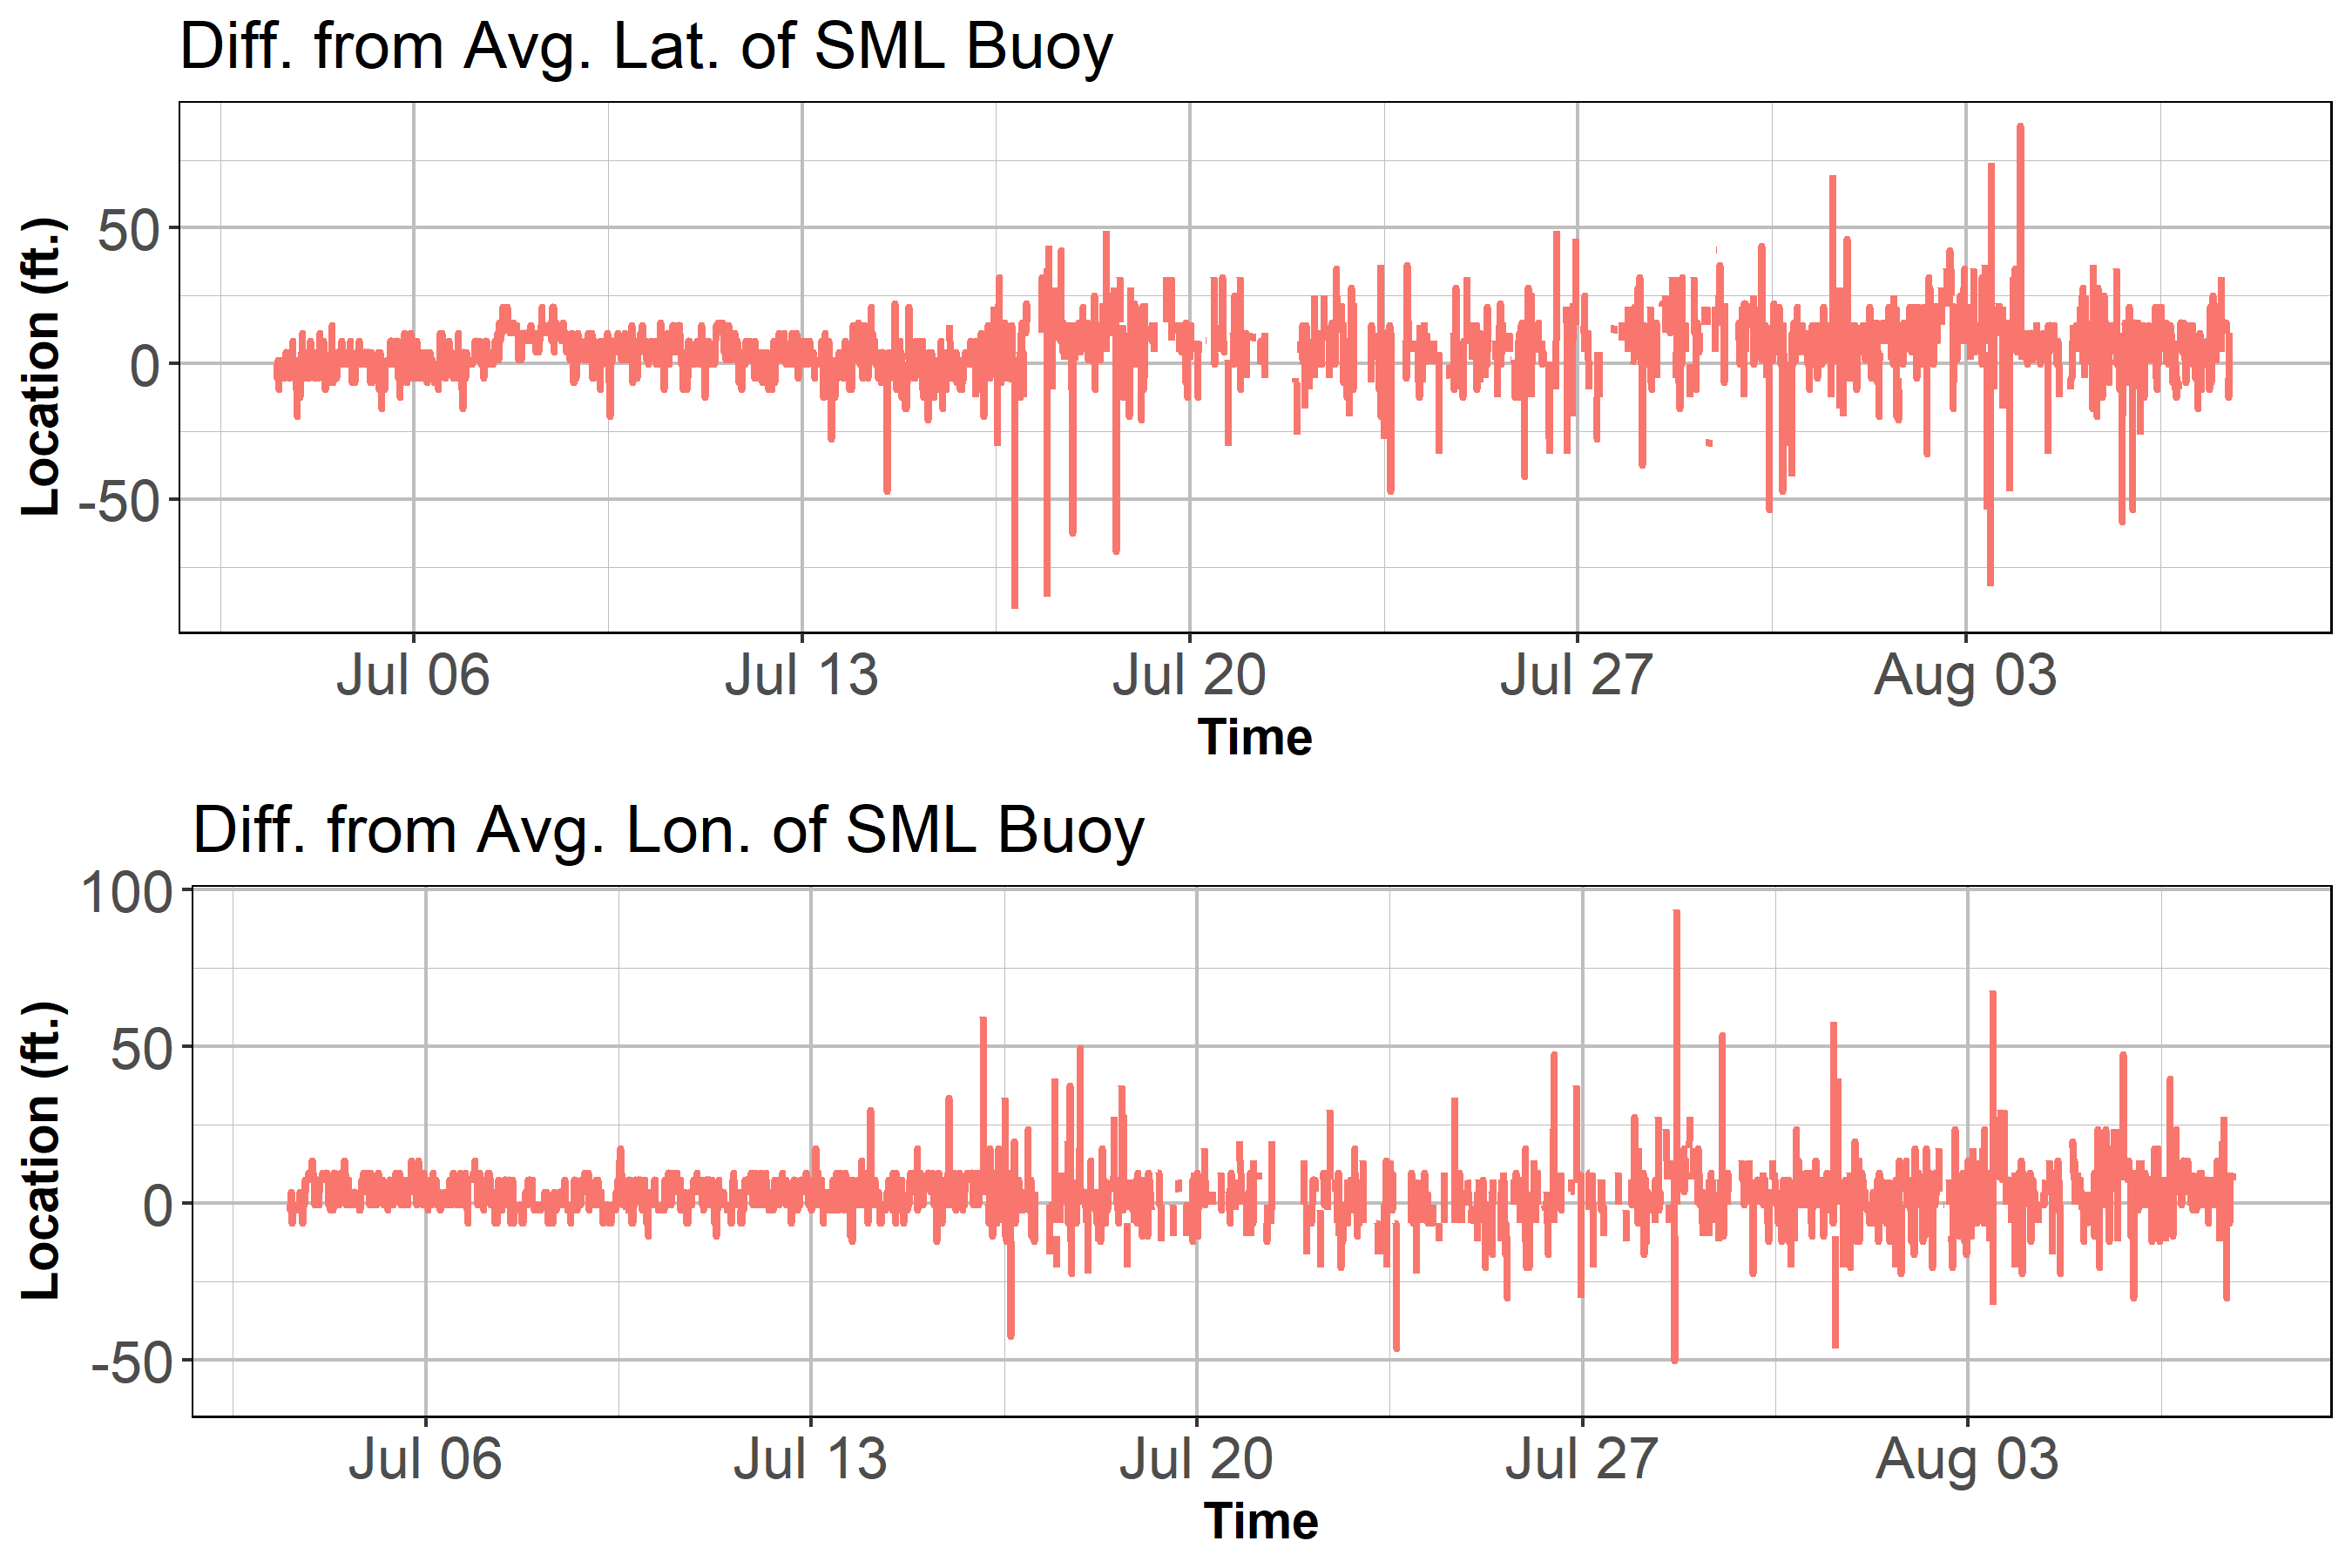 Diff. from Avg. Lat. of SML Buoy
Location (ft.)
50
0
-50
Jul 06 Jul 13 Jul 20 Jul 27 Aug 03
Time
Diff. from Avg. Lon. of SML Buoy
Location (ft.)
100
50
0
-50
Jul 06 Jul 13 Jul 20 Jul 27 Aug 03
Time